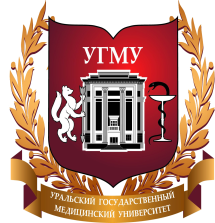 УГМУ
УРАЛЬСКИЙ ГОСУДАРСТВЕННЫЙ
МЕДИЦИНСКИЙ УНИВЕРСИТЕТ